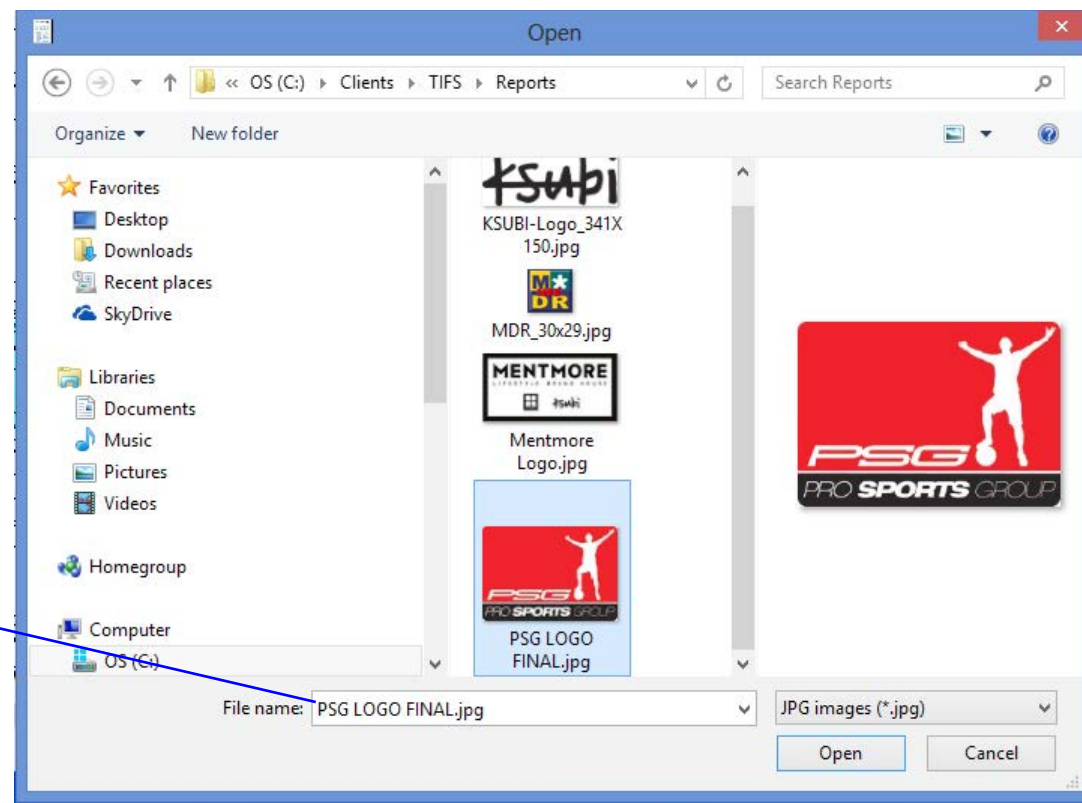 Open
« OS (C:) Clients TIFS Reports
Search Reports
Organize
New folder
Favorites
Desktop
Downloads
Recent places
SkyDrive
Libraries
Documents
Music
Pictures
Videos
Homegroup
Computer
OS (C:)
ksubi
KSUBI-Logo_341X
150.jpg
M
DR
MDR_30x29.jpg
MENTMORE
LIFESTYLE BRAND HOUSE
ksubi
Mentmore
Logo.jpg
PSG
PRO SPORTS GROUP
PSG LOGO
FINAL.jpg
PSG
PRO SPORTS GROUP
File name: PSG LOGO FINAL.jpg
JPG images (*.jpg)
Open
Cancel